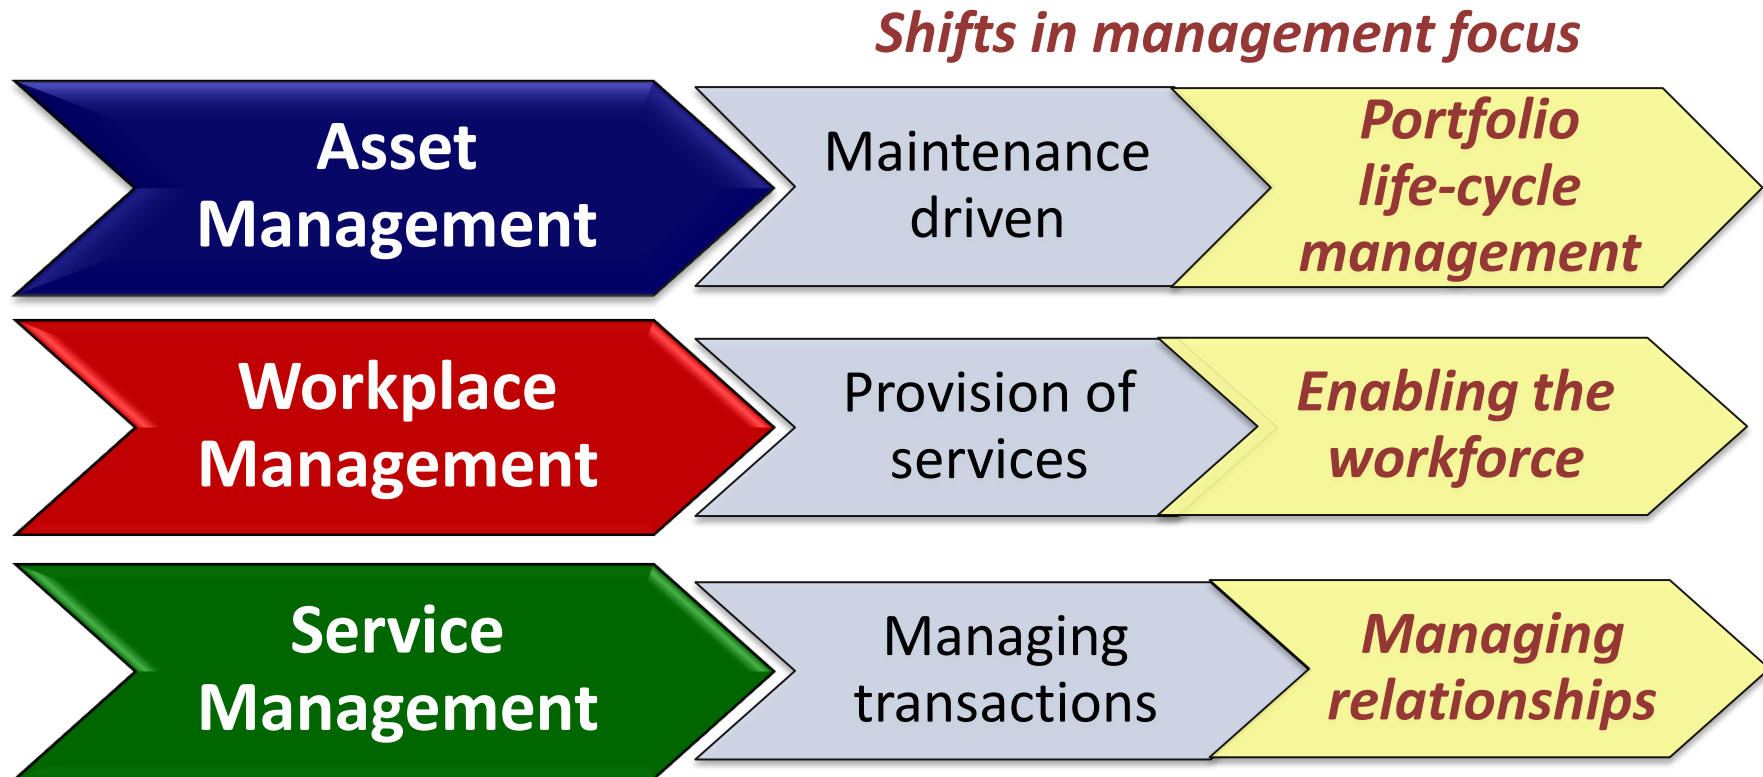 Shifts in management focus
Asset
Management
Maintenance
driven
Portfolio
life-cycle
management
Workplace
Management
Provision of
services
Enabling the
workforce
Service
Management
Managing
transactions
Managing
relationships